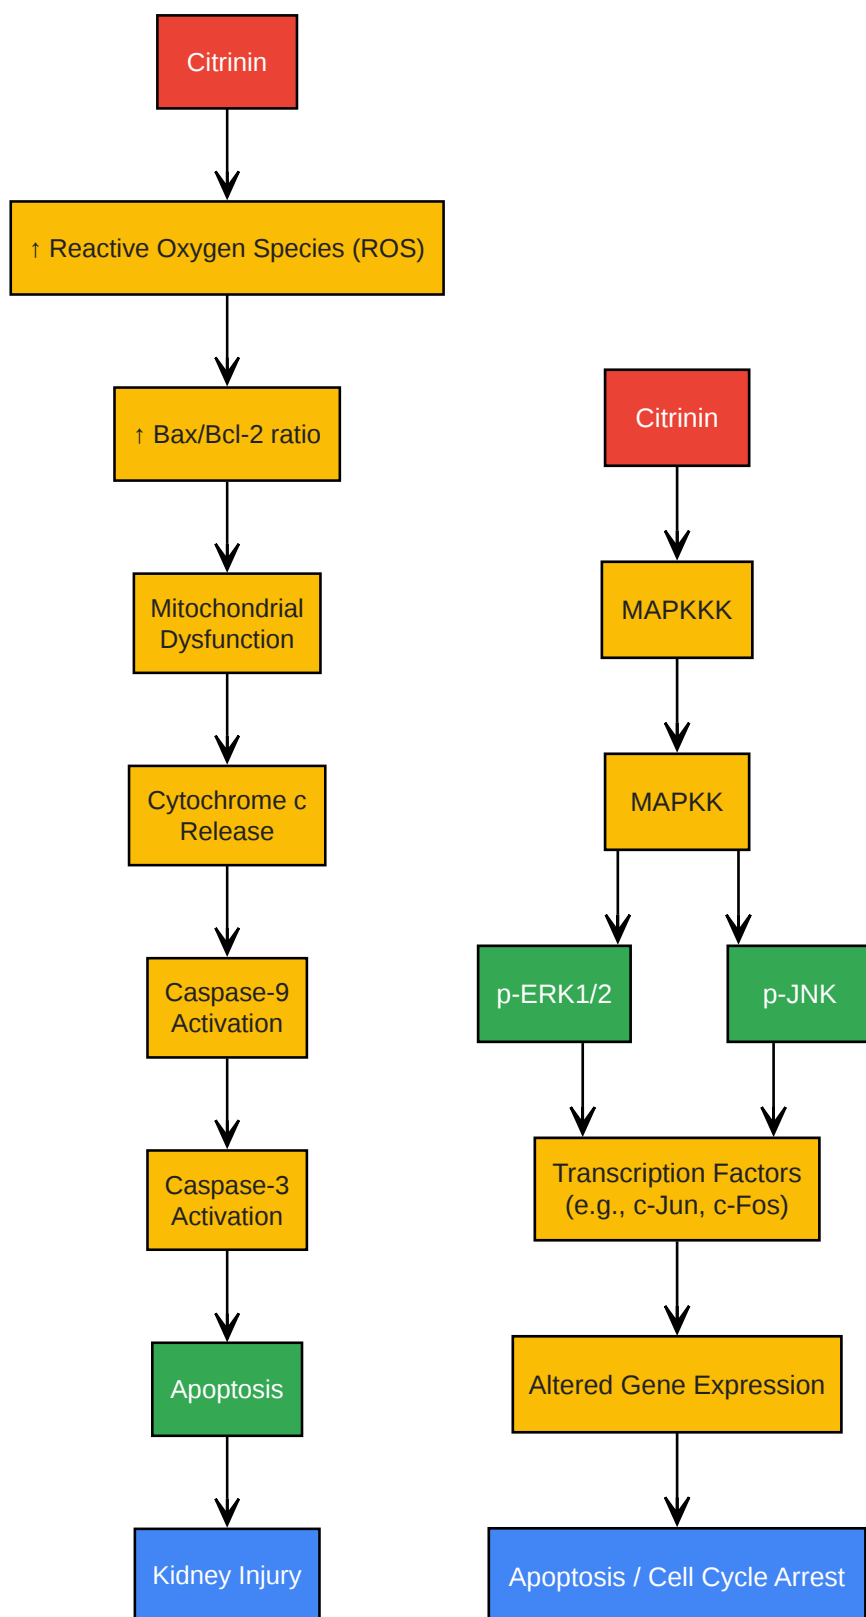 Citrinin
↑ Reactive Oxygen Species (ROS)
↑ Bax/Bcl-2 ratio
Mitochondrial
Dysfunction
Cytochrome c
Release
Caspase-9
Activation
Caspase-3
Activation
Apoptosis
Kidney Injury
Citrinin
MAPKKK
MAPKK
p-ERK1/2
p-JNK
Transcription Factors
(e.g., c-Jun, c-Fos)
Altered Gene Expression
Apoptosis / Cell Cycle Arrest